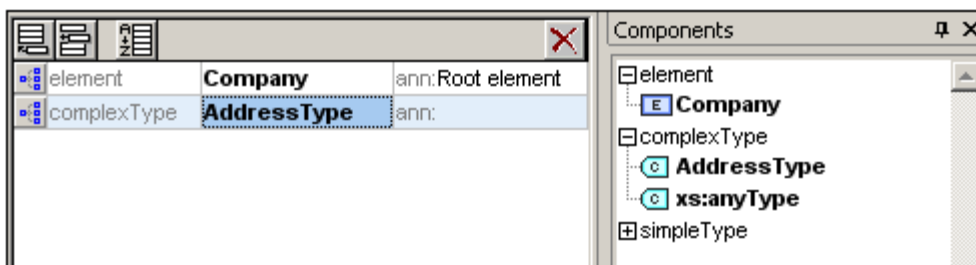 Components
element Company ann:Root element
complexType AddressType ann:
element
E Company
complexType
C AddressType
C xs:anyType
simpleType